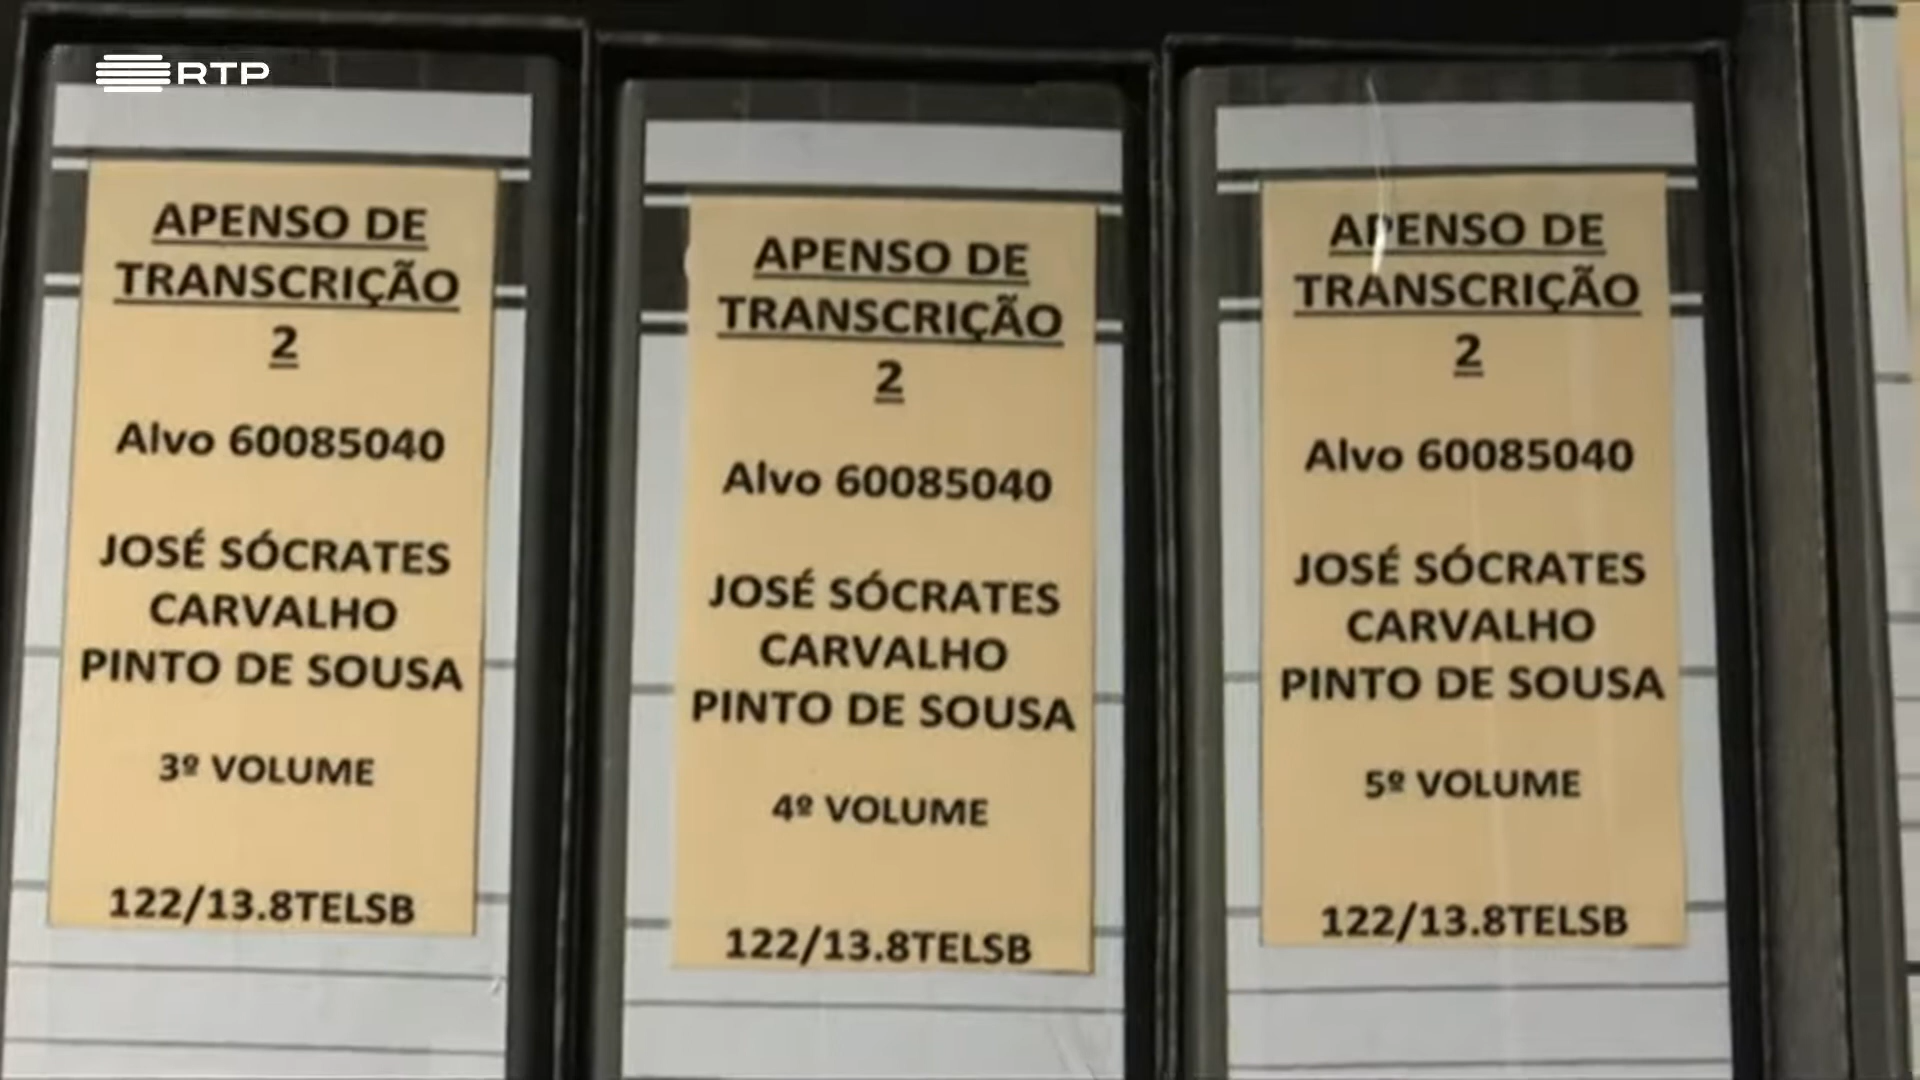 RTP
APENSO DE
TRANSCRIÇÃO
2
Alvo 60085040
JOSÉ SÓCRATES
CARVALHO
PINTO DE SOUSA
3º VOLUME
122/13.8TELSB
APENSO DE
TRANSCRIÇÃO
2
Alvo 60085040
JOSÉ SÓCRATES
CARVALHO
PINTO DE SOUSA
4º VOLUME
122/13.8TELSB
APENSO DE
TRANSCRIÇÃO
2
Alvo 60085040
JOSÉ SÓCRATES
CARVALHO
PINTO DE SOUSA
5º VOLUME
122/13.8TELSB